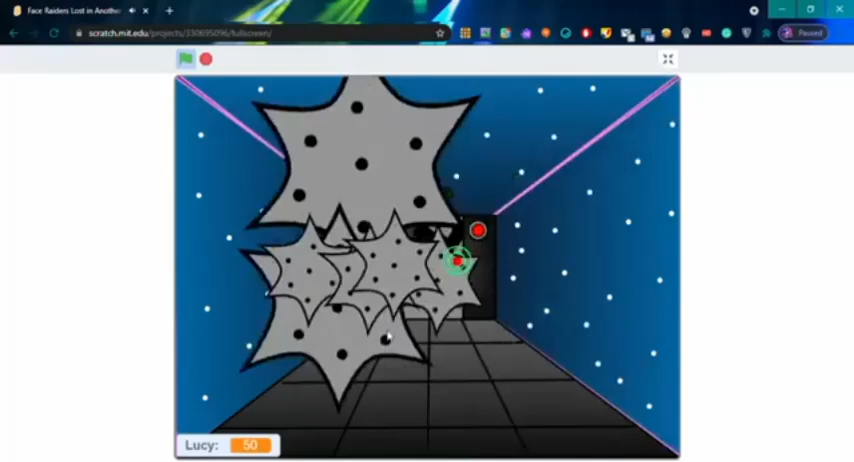 Face Raiders Lost in Anothe
scratch.mit.edu/projects/330695096/fullscreen/
Paused
Lucy: 50